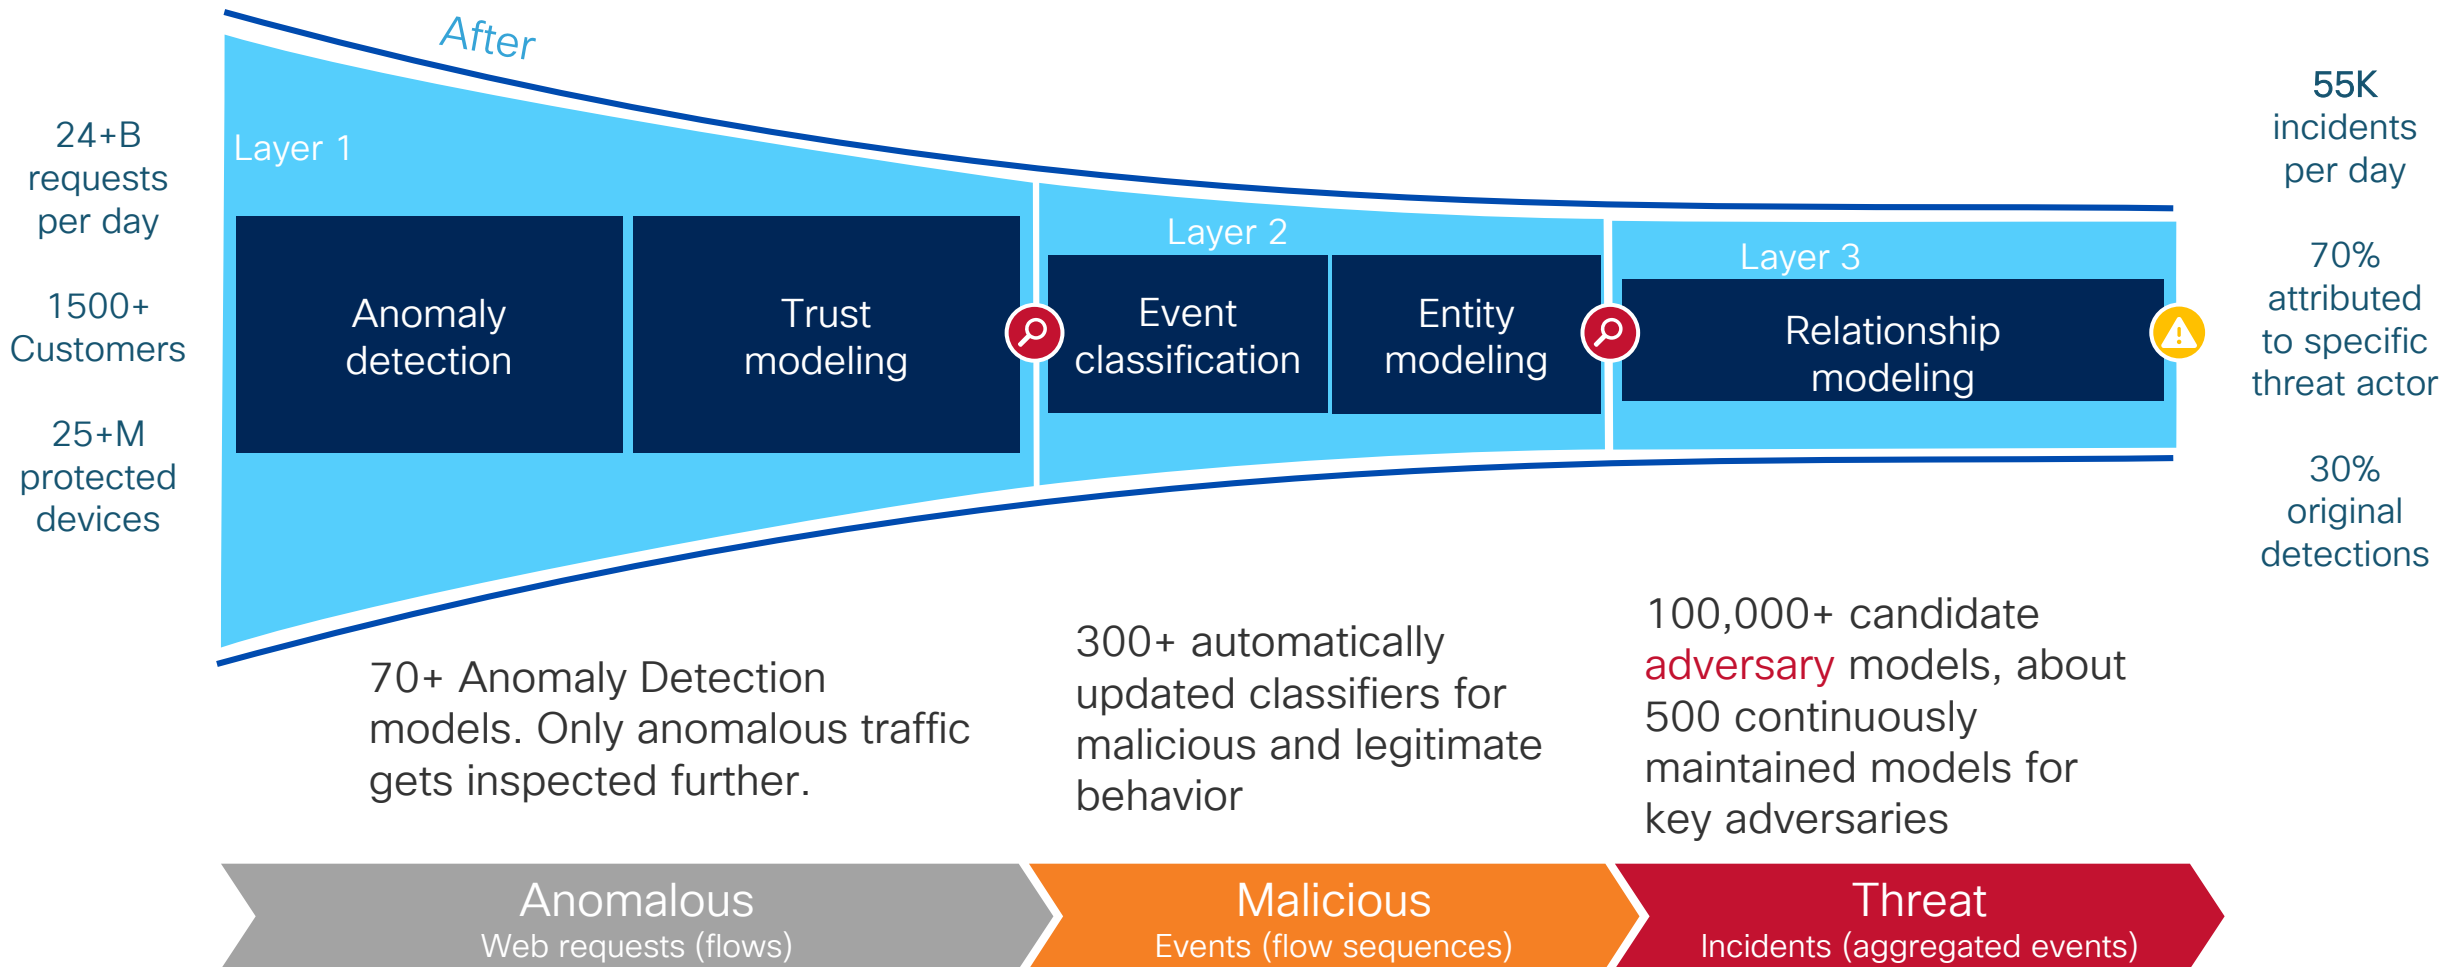 After
24+B
requests
per day
1500+
Customers
25+M
protected
devices
Layer 1
Anomaly
detection
Trust
modeling
Layer 2
Event
classification
Entity
modeling
Layer 3
Relationship
modeling
55K
incidents
per day
70%
attributed
to specific
threat actor
30%
original
detections
70+ Anomaly Detection
models. Only anomalous traffic
gets inspected further.
300+ automatically
updated classifiers for
malicious and legitimate
behavior
100,000+ candidate
adversary models, about
500 continuously
maintained models for
key adversaries
Anomalous
Web requests (flows)
Malicious
Events (flow sequences)
Threat
Incidents (aggregated events)